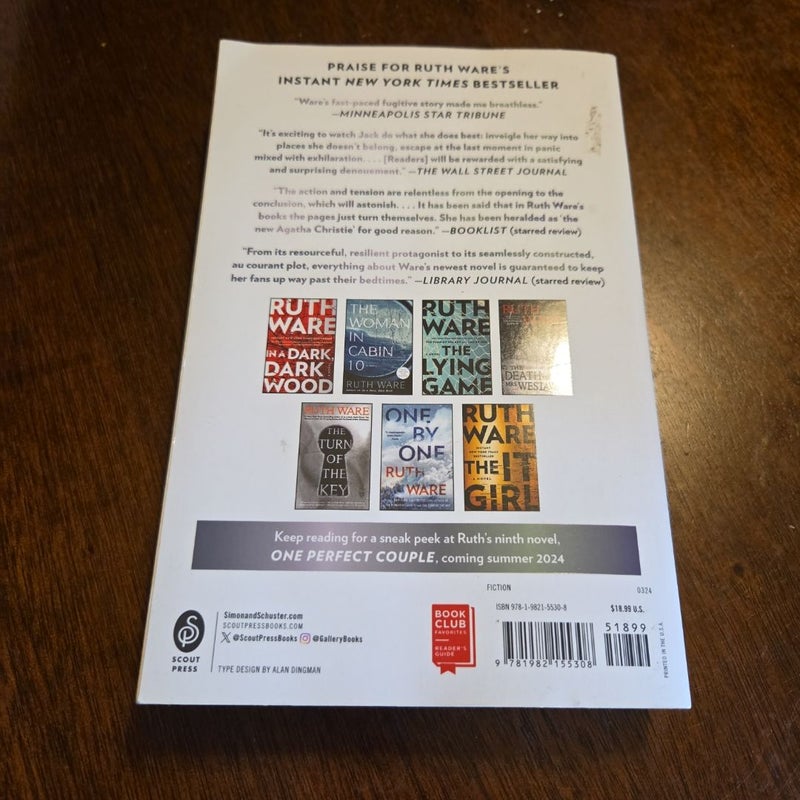 PRAISE FOR RUTH WARE'S
INSTANT NEW YORK TIMES BESTSELLER
"Ware's fast-paced fugitive story made me breathless."
—MINNEAPOLIS STAR TRIBUNE
"It's exciting to watch Jack do what she does best: inveigle her way into
places she doesn't belong, escape at the last moment in panic
mixed with exhilaration. . . . [Readers] will be rewarded with a satisfying
and surprising denouement." —THE WALL STREET JOURNAL
"The action and tension are relentless from the opening to the
conclusion, which will astonish. . . . It has been said that in Ruth Ware's
books the pages just turn themselves. She has been heralded as 'the
new Agatha Christie' for good reason." —BOOKLIST (starred review)
"From its resourceful, resilient protagonist to its seamlessly constructed,
au courant plot, everything about Ware's newest novel is guaranteed to keep
her fans up way past their bedtimes." —LIBRARY JOURNAL (starred review)
RUTH
WARE
IN A DARK,
DARK
WOOD
THE
WOMAN
IN
CABIN
10
RUTH WARE
RUTH
WARE
THE
LYING
GAME
RUTH
THE
DEATH
MRS WESTAW
RUTH WARE
THE
TURN
OF
THE
KEY
ONE
BY
ONE
RUTH
WARE
RUTH
WARE
THE IT
GIRL
A NOVEL
Keep reading for a sneak peek at Ruth's ninth novel,
ONE PERFECT COUPLE, coming summer 2024
FICTION
0324
ISBN 978-1-9821-5530-8
$18.99 U.S.
51899
9 781982 155308
PRINTED IN THE U.S.A.
BOOK
CLUB
FAVORITES
READER'S
GUIDE
SP
SCOUT
PRESS
SimonandSchuster.com
SCOUTPRESSBOOKS.COM
X @ScoutPressBooks @GalleryBooks
TYPE DESIGN BY ALAN DINGMAN